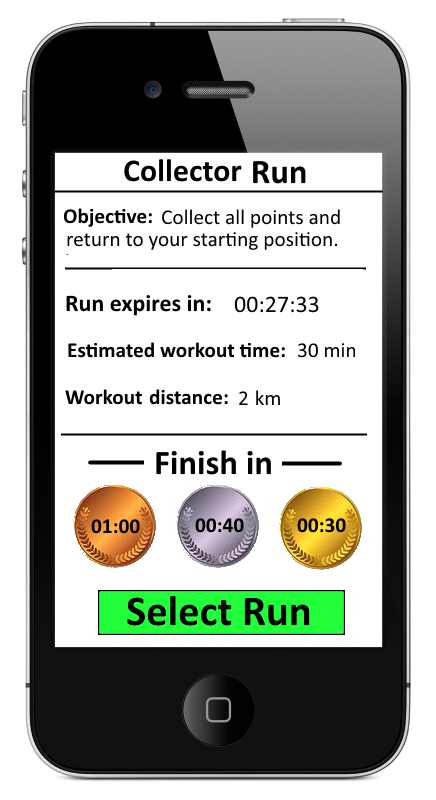 Collector Run
Objective: Collect all points and
return to your starting position.
Run expires in: 00:27:33
Estimated workout time: 30 min
Workout distance: 2 km
Finish in
01:00 00:40 00:30
Select Run